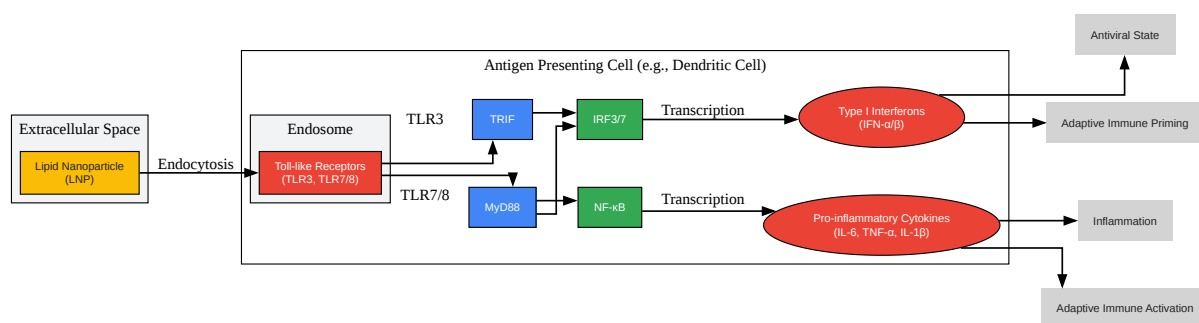 Antiviral State
Antigen Presenting Cell (e.g., Dendritic Cell)
Extracellular Space
Lipid Nanoparticle
(LNP)
Endocytosis
Endosome
Toll-like Receptors
(TLR3, TLR7/8)
TLR3
TLR7/8
TRIF
MyD88
IRF3/7
NF-κB
Transcription
Transcription
Type I Interferons
(IFN-α/β)
Pro-inflammatory Cytokines
(IL-6, TNF-α, IL-1β)
Adaptive Immune Priming
Inflammation
Adaptive Immune Activation